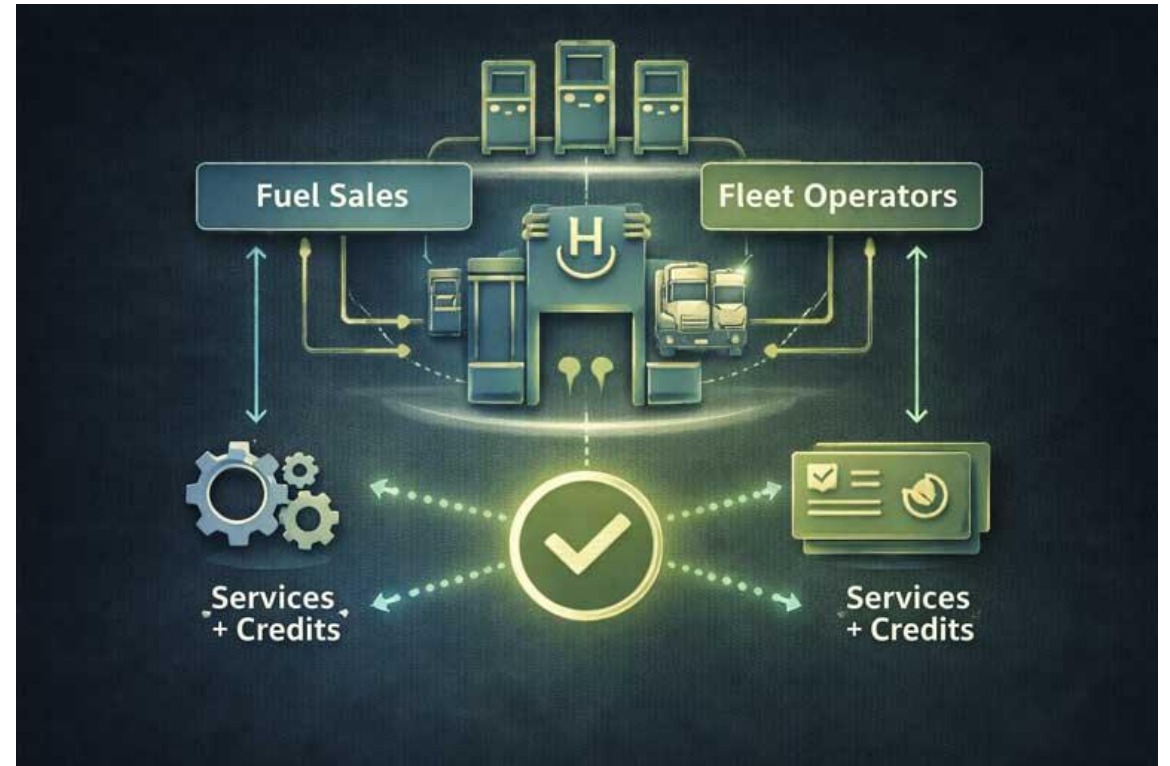 Fuel Sales
Fleet Operators
H
Services
+ Credits
Services
+ Credits